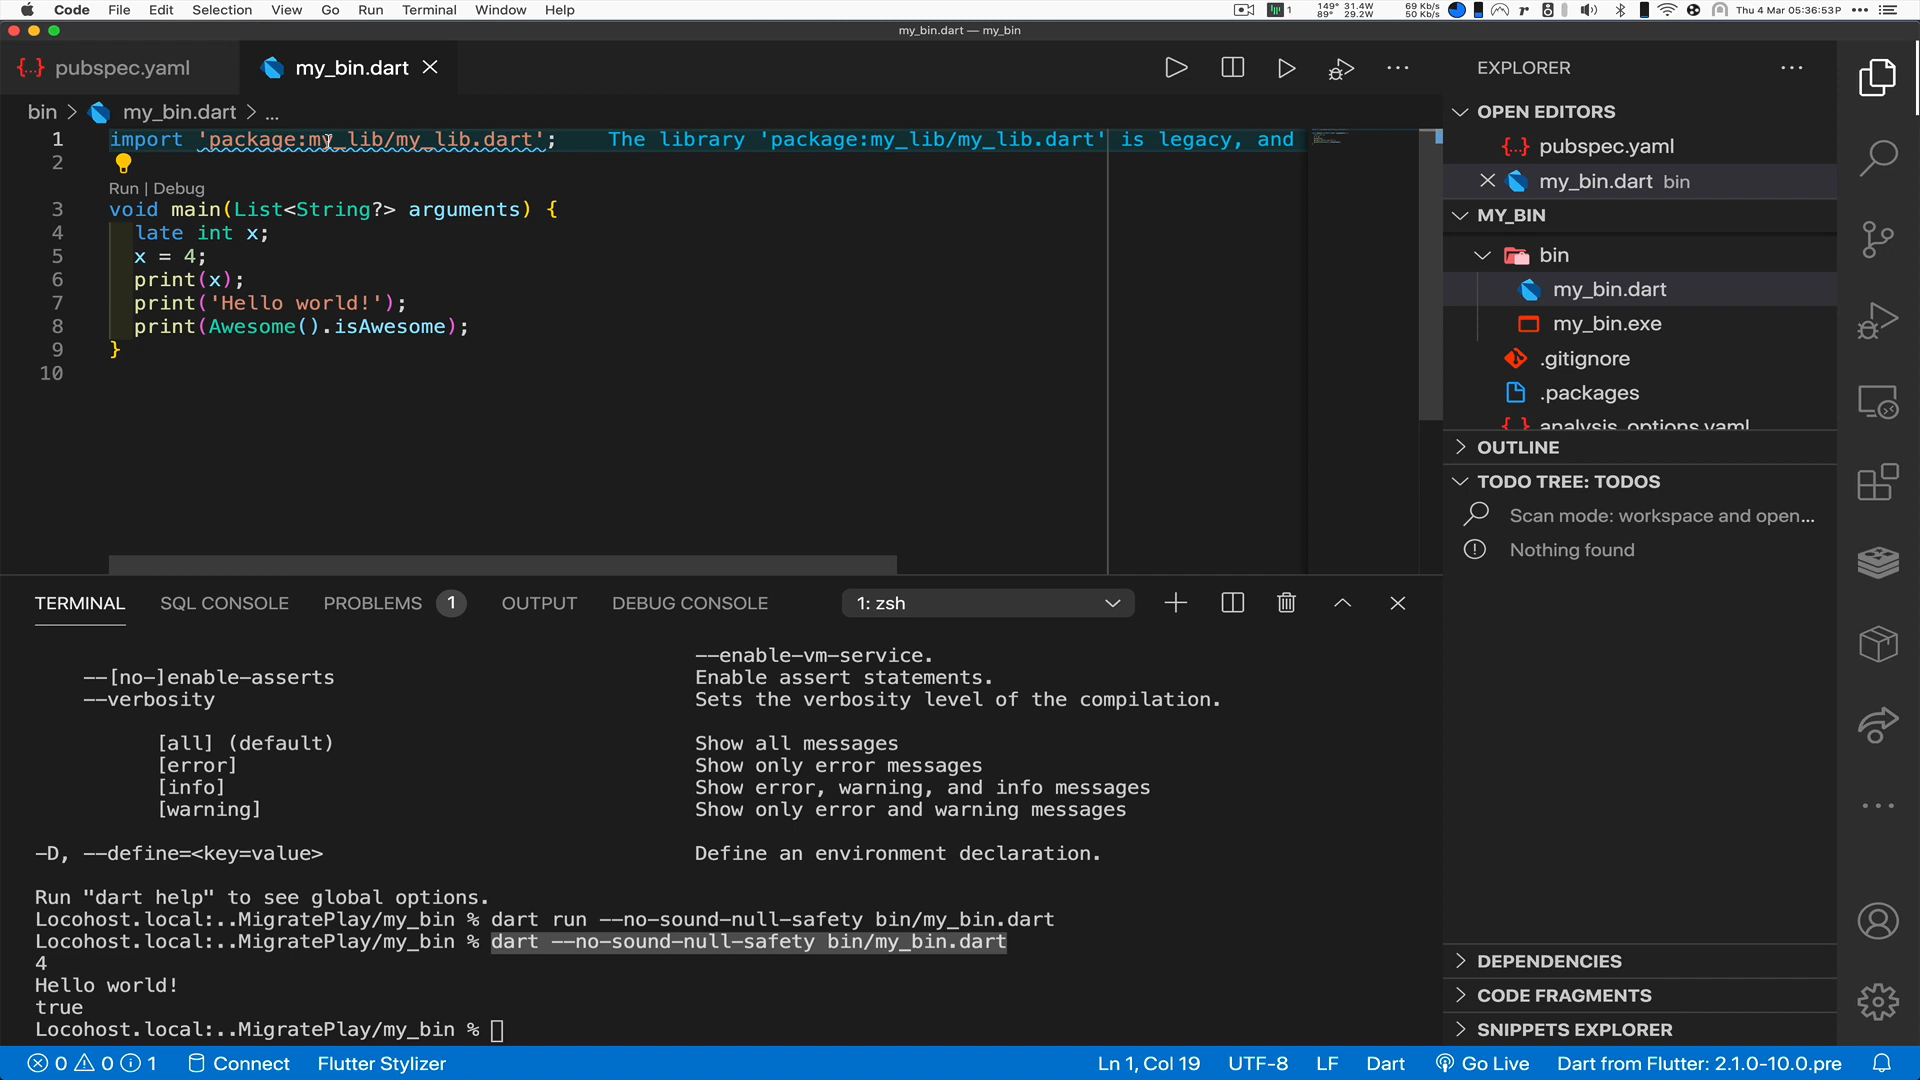 Code File Edit Selection View Go Run Terminal Window Help 1 149° 31.4W 89° 29.2W 69 Kb/s 50 Kb/s Thu 4 Mar 05:36:53P
my_bin.dart — my_bin
pubspec.yaml my_bin.dart
bin > my_bin.dart > ...
1 import 'package:my_lib/my_lib.dart'; The library 'package:my_lib/my_lib.dart' is legacy, and
2
Run | Debug
3 void main(List<String?> arguments) {
4 late int x;
5 x = 4;
6 print(x);
7 print('Hello world!');
8 print(Awesome().isAwesome);
9 }
10
EXPLORER
OPEN EDITORS
pubspec.yaml
my_bin.dart bin
MY_BIN
bin
my_bin.dart
my_bin.exe
.gitignore
.packages
analysis_options.yaml
OUTLINE
TODO TREE: TODOS
Scan mode: workspace and open...
Nothing found
DEPENDENCIES
CODE FRAGMENTS
SNIPPETS EXPLORER
TERMINAL SQL CONSOLE PROBLEMS 1 OUTPUT DEBUG CONSOLE 1: zsh
--enable-vm-service.
--[no-]enable-asserts Enable assert statements.
--verbosity Sets the verbosity level of the compilation.
[all] (default) Show all messages
[error] Show only error messages
[info] Show error, warning, and info messages
[warning] Show only error and warning messages
-D, --define=<key=value> Define an environment declaration.
Run "dart help" to see global options.
Locohost.local:..MigratePlay/my_bin % dart run --no-sound-null-safety bin/my_bin.dart
Locohost.local:..MigratePlay/my_bin % dart --no-sound-null-safety bin/my_bin.dart
4
Hello world!
true
Locohost.local:..MigratePlay/my_bin %
0 0 1 Connect Flutter Stylizer Ln 1, Col 19 UTF-8 LF Dart Go Live Dart from Flutter: 2.1.0-10.0.pre